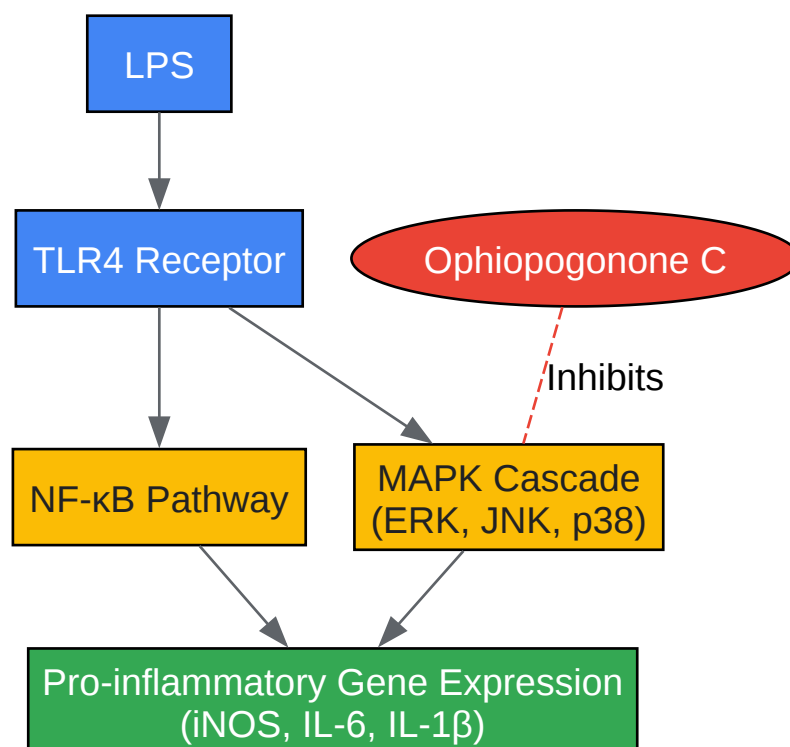 LPS
TLR4 Receptor
Ophiopogonone C
Inhibits
NF-κB Pathway
MAPK Cascade
(ERK, JNK, p38)
Pro-inflammatory Gene Expression
(iNOS, IL-6, IL-1β)